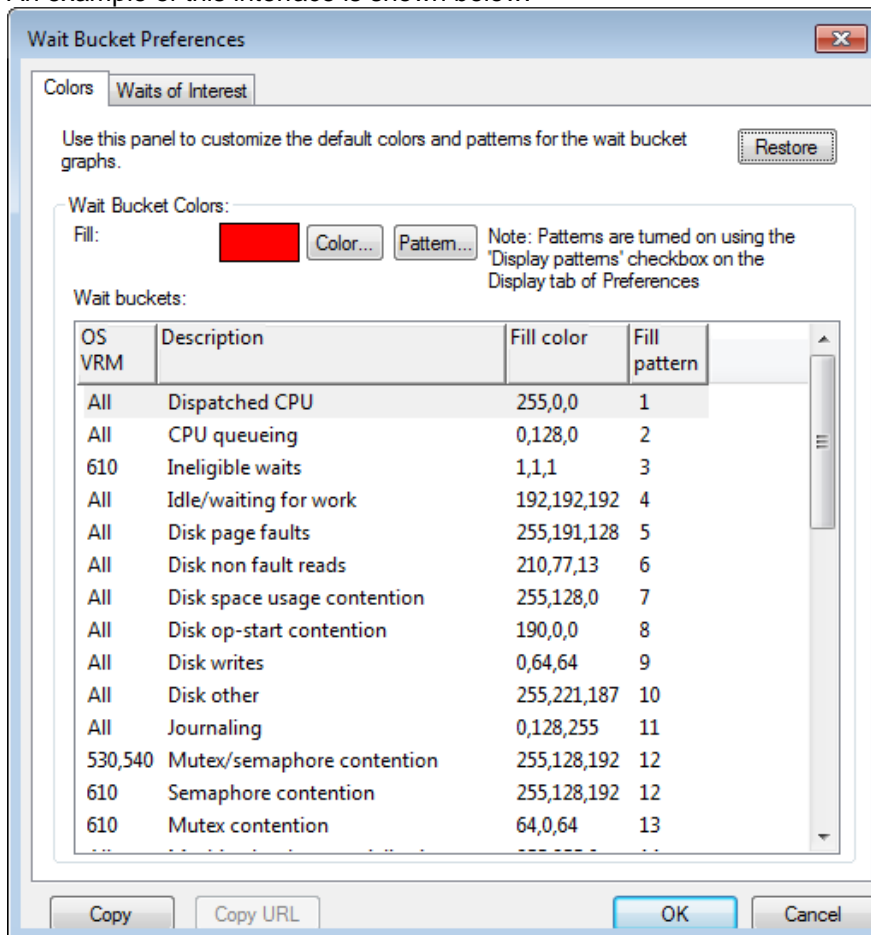 An example of this interface is shown below:
Wait Bucket Preferences
Colors Waits of Interest
Use this panel to customize the default colors and patterns for the wait bucket
graphs.
Restore
Wait Bucket Colors:
Fill: Color... Pattern... Note: Patterns are turned on using the
'Display patterns' checkbox on the
Display tab of Preferences
Wait buckets:
OS VRM Description Fill color Fill pattern
All Dispatched CPU 255,0,0 1
All CPU queueing 0,128,0 2
610 Ineligible waits 1,1,1 3
All Idle/waiting for work 192,192,192 4
All Disk page faults 255,191,128 5
All Disk non fault reads 210,77,13 6
All Disk space usage contention 255,128,0 7
All Disk op-start contention 190,0,0 8
All Disk writes 0,64,64 9
All Disk other 255,221,187 10
All Journaling 0,128,255 11
530,540 Mutex/semaphore contention 255,128,192 12
610 Semaphore contention 255,128,192 12
610 Mutex contention 64,0,64 13
Copy Copy URL OK Cancel